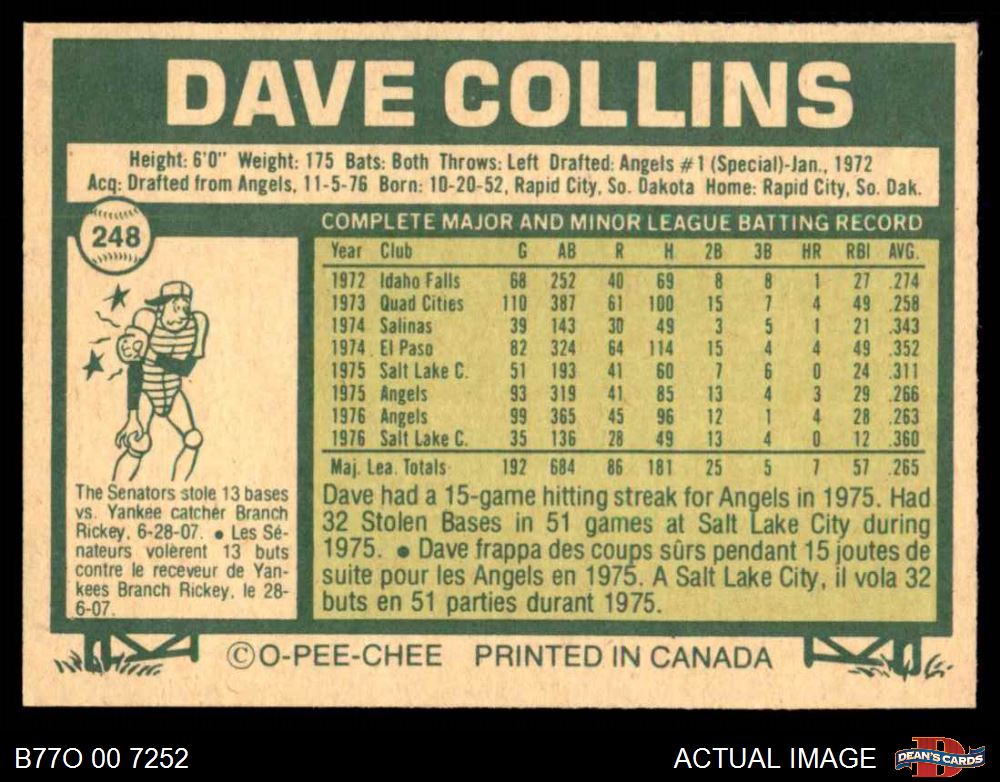 DAVE COLLINS
Height: 6'0" Weight: 175 Bats: Both Throws: Left Drafted: Angels #1 (Special)-Jan., 1972
Acq: Drafted from Angels, 11-5-76 Born: 10-20-52, Rapid City, So. Dakota Home: Rapid City, So. Dak.
248
COMPLETE MAJOR AND MINOR LEAGUE BATTING RECORD
Year Club G AB R H 2B 3B HR RBI AVG.
1972 Idaho Falls 68 252 40 69 8 8 1 27 .274
1973 Quad Cities 110 387 61 100 15 7 4 49 .258
1974 Salinas 39 143 30 49 3 5 1 21 .343
1974 El Paso 82 324 64 114 15 4 4 49 .352
1975 Salt Lake C. 51 193 41 60 7 6 0 24 .311
1975 Angels 93 319 41 85 13 4 3 29 .266
1976 Angels 99 365 45 96 12 1 4 28 .263
1976 Salt Lake C. 35 136 28 49 13 4 0 12 .360
Maj. Lea. Totals 192 684 86 181 25 5 7 57 .265
The Senators stole 13 bases
vs. Yankee catcher Branch
Rickey, 6-28-07. • Les Sé-
nateurs volèrent 13 buts
contre le receveur de Yan-
kees Branch Rickey, le 28-
6-07.
Dave had a 15-game hitting streak for Angels in 1975. Had
32 Stolen Bases in 51 games at Salt Lake City during
1975. • Dave frappa des coups sûrs pendant 15 joutes de
suite pour les Angels en 1975. A Salt Lake City, il vola 32
buts en 51 parties durant 1975.
©O-PEE-CHEE PRINTED IN CANADA
B77O 00 7252
ACTUAL IMAGE
D
DEAN'S CARDS